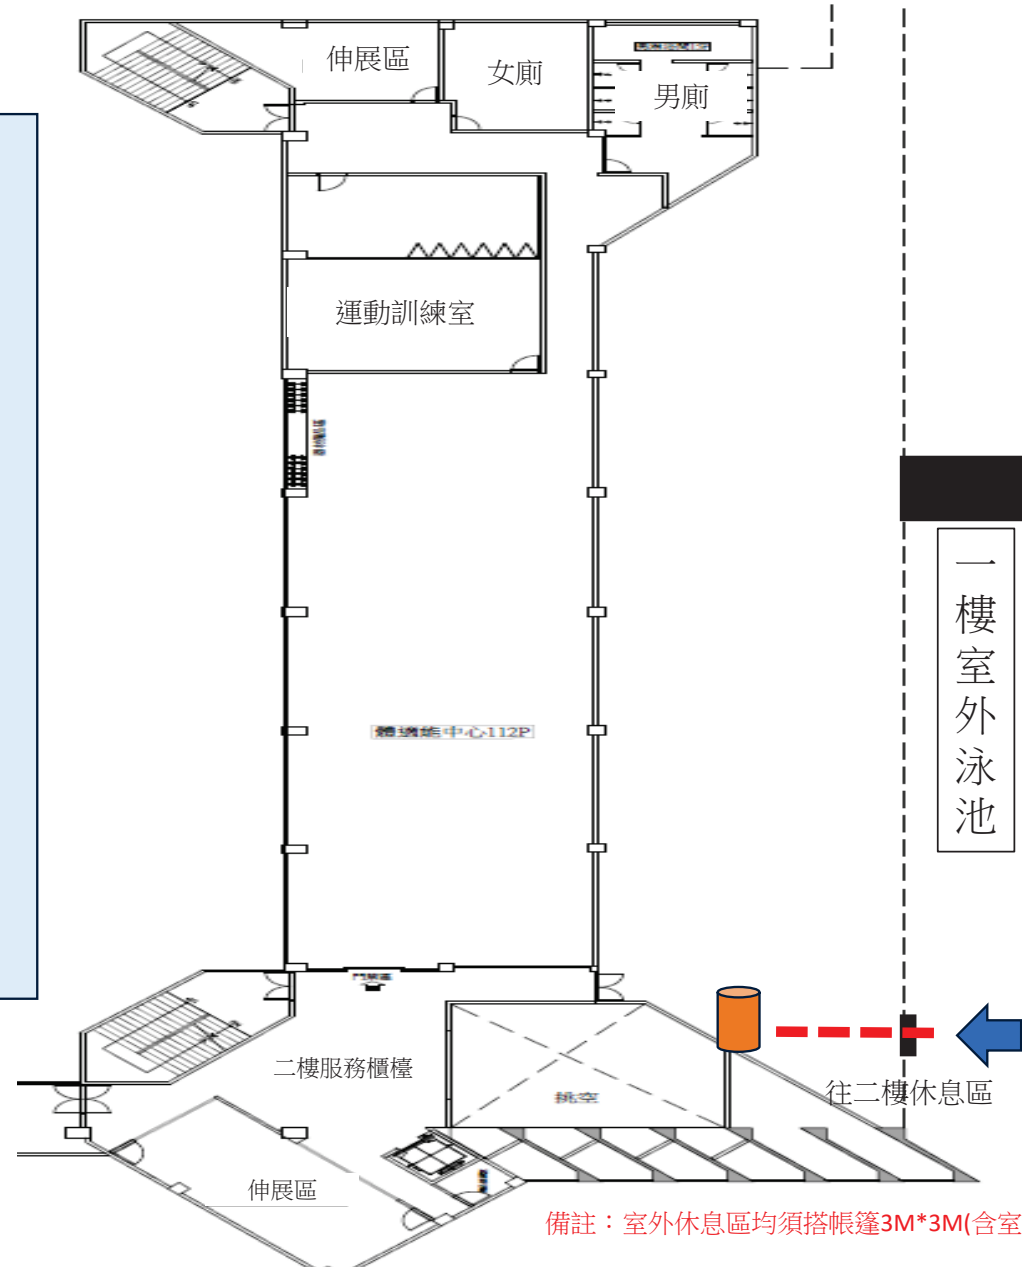 伸展區
女廁
男廁
運動訓練室
一樓室外泳池
體適能中心112P
門禁區
二樓服務櫃檯
挑空
往二樓休息區
伸展區
備註：室外休息區均須搭帳篷3M*3M(含室